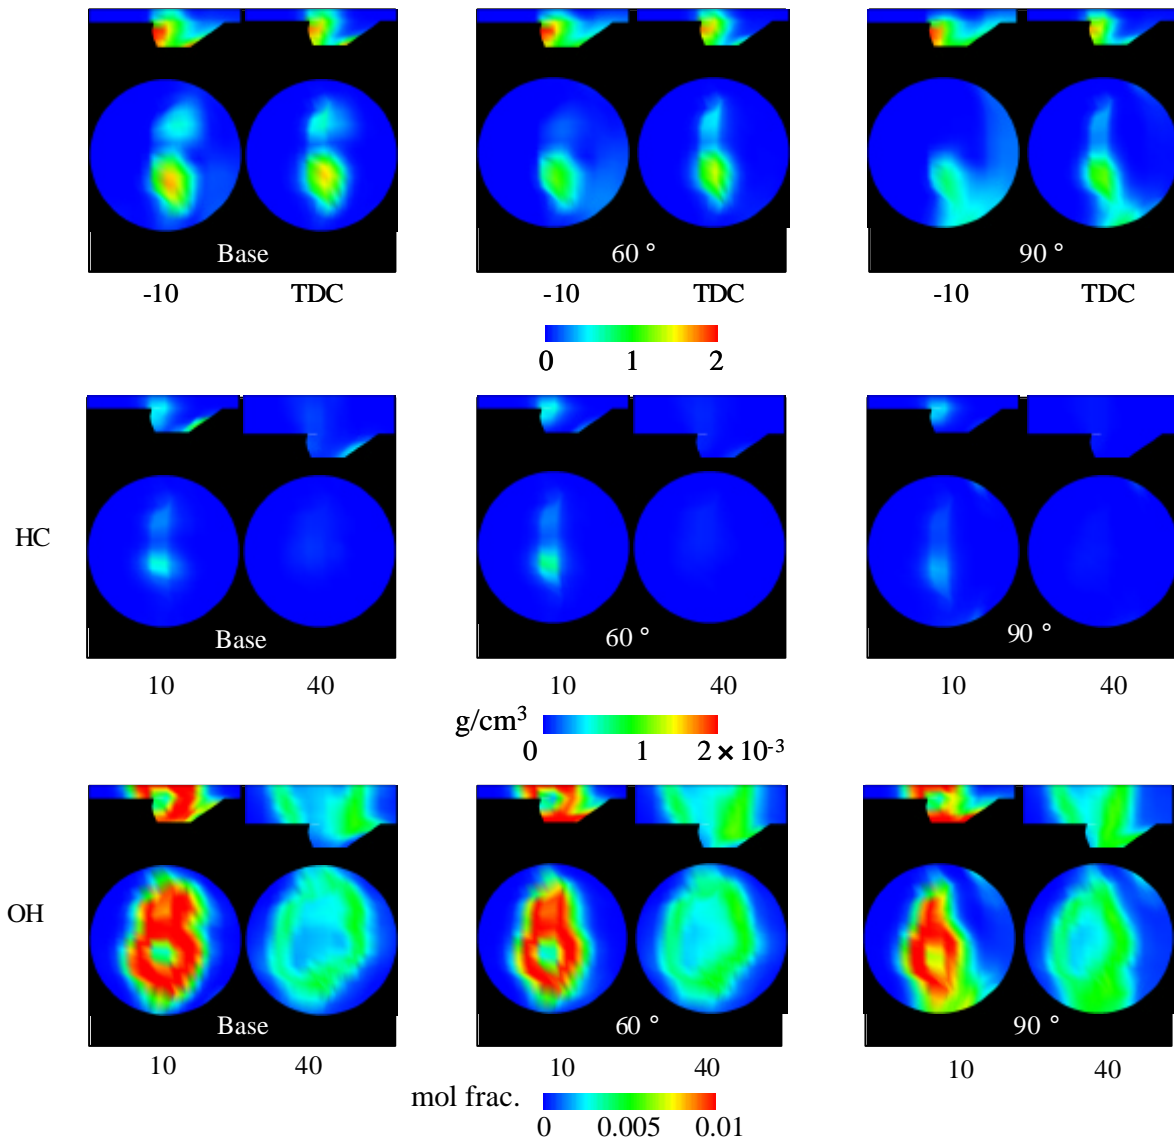 Base 60 ° 90 °
-10 TDC -10 TDC -10 TDC
0 1 2
HC
Base 60 ° 90 °
10 40 10 40 10 40
g/cm³
0 1 2 × 10⁻³
OH
Base 60 ° 90 °
10 40 10 40 10 40
mol frac.
0 0.005 0.01